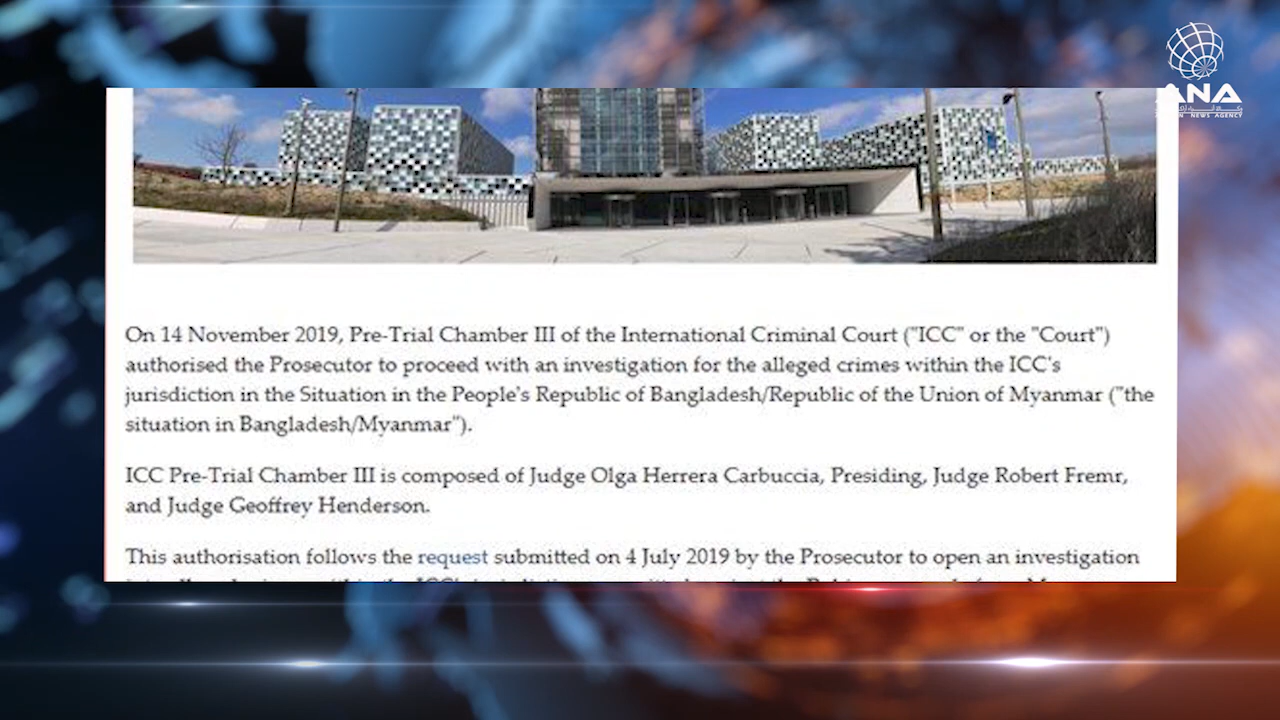 ANA
NEWS AGENCY
On 14 November 2019, Pre-Trial Chamber III of the International Criminal Court ("ICC" or the "Court")
authorised the Prosecutor to proceed with an investigation for the alleged crimes within the ICC's
jurisdiction in the Situation in the People's Republic of Bangladesh/Republic of the Union of Myanmar ("the
situation in Bangladesh/Myanmar").
ICC Pre-Trial Chamber III is composed of Judge Olga Herrera Carbuccia, Presiding, Judge Robert Fremr,
and Judge Geoffrey Henderson.
This authorisation follows the request submitted on 4 July 2019 by the Prosecutor to open an investigation